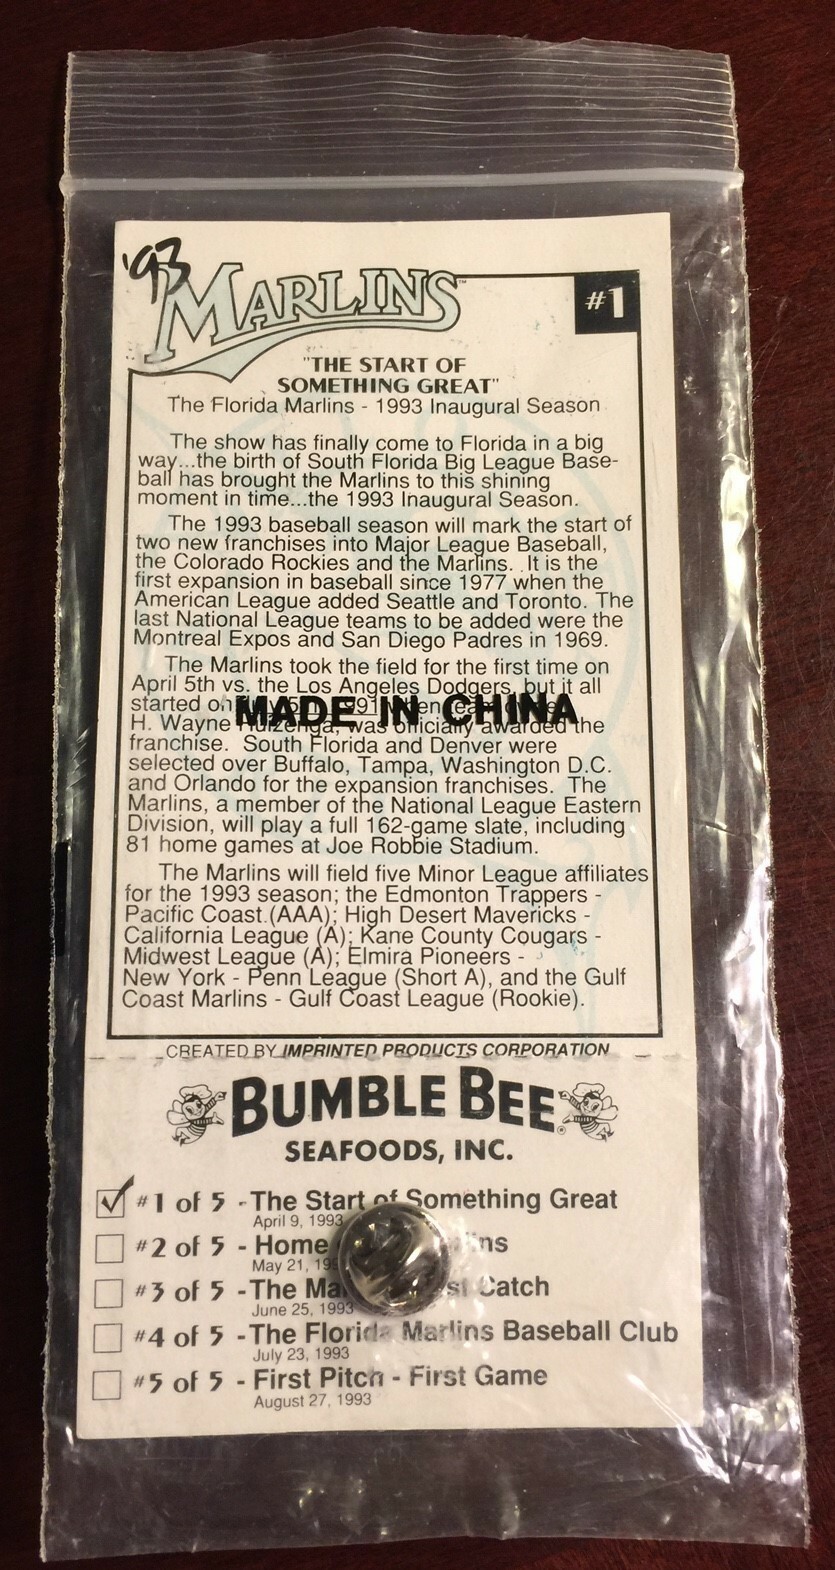 '93
MARLINS™
#1
"THE START OF
SOMETHING GREAT"
The Florida Marlins - 1993 Inaugural Season
The show has finally come to Florida in a big
way...the birth of South Florida Big League Base-
ball has brought the Marlins to this shining
moment in time...the 1993 Inaugural Season.
The 1993 baseball season will mark the start of
two new franchises into Major League Baseball,
the Colorado Rockies and the Marlins. It is the
first expansion in baseball since 1977 when the
American League added Seattle and Toronto. The
last National League teams to be added were the
Montreal Expos and San Diego Padres in 1969.
The Marlins took the field for the first time on
April 5th vs. the Los Angeles Dodgers, but it all
started on
MADE IN CHINA
H. Wayne Huizenga, was officially awarded the
franchise. South Florida and Denver were
selected over Buffalo, Tampa, Washington D.C.
and Orlando for the expansion franchises. The
Marlins, a member of the National League Eastern
Division, will play a full 162-game slate, including
81 home games at Joe Robbie Stadium.
The Marlins will field five Minor League affiliates
for the 1993 season; the Edmonton Trappers -
Pacific Coast (AAA); High Desert Mavericks -
California League (A); Kane County Cougars -
Midwest League (A); Elmira Pioneers -
New York - Penn League (Short A), and the Gulf
Coast Marlins - Gulf Coast League (Rookie).
CREATED BY IMPRINTED PRODUCTS CORPORATION
BUMBLE BEE®
SEAFOODS, INC.
#1 of 5 - The Start of Something Great
April 9, 1993
#2 of 5 - Home
May 21,
#3 of 5 - The Catch
June 25, 1993
#4 of 5 - The Florida Marlins Baseball Club
July 23, 1993
#5 of 5 - First Pitch - First Game
August 27, 1993